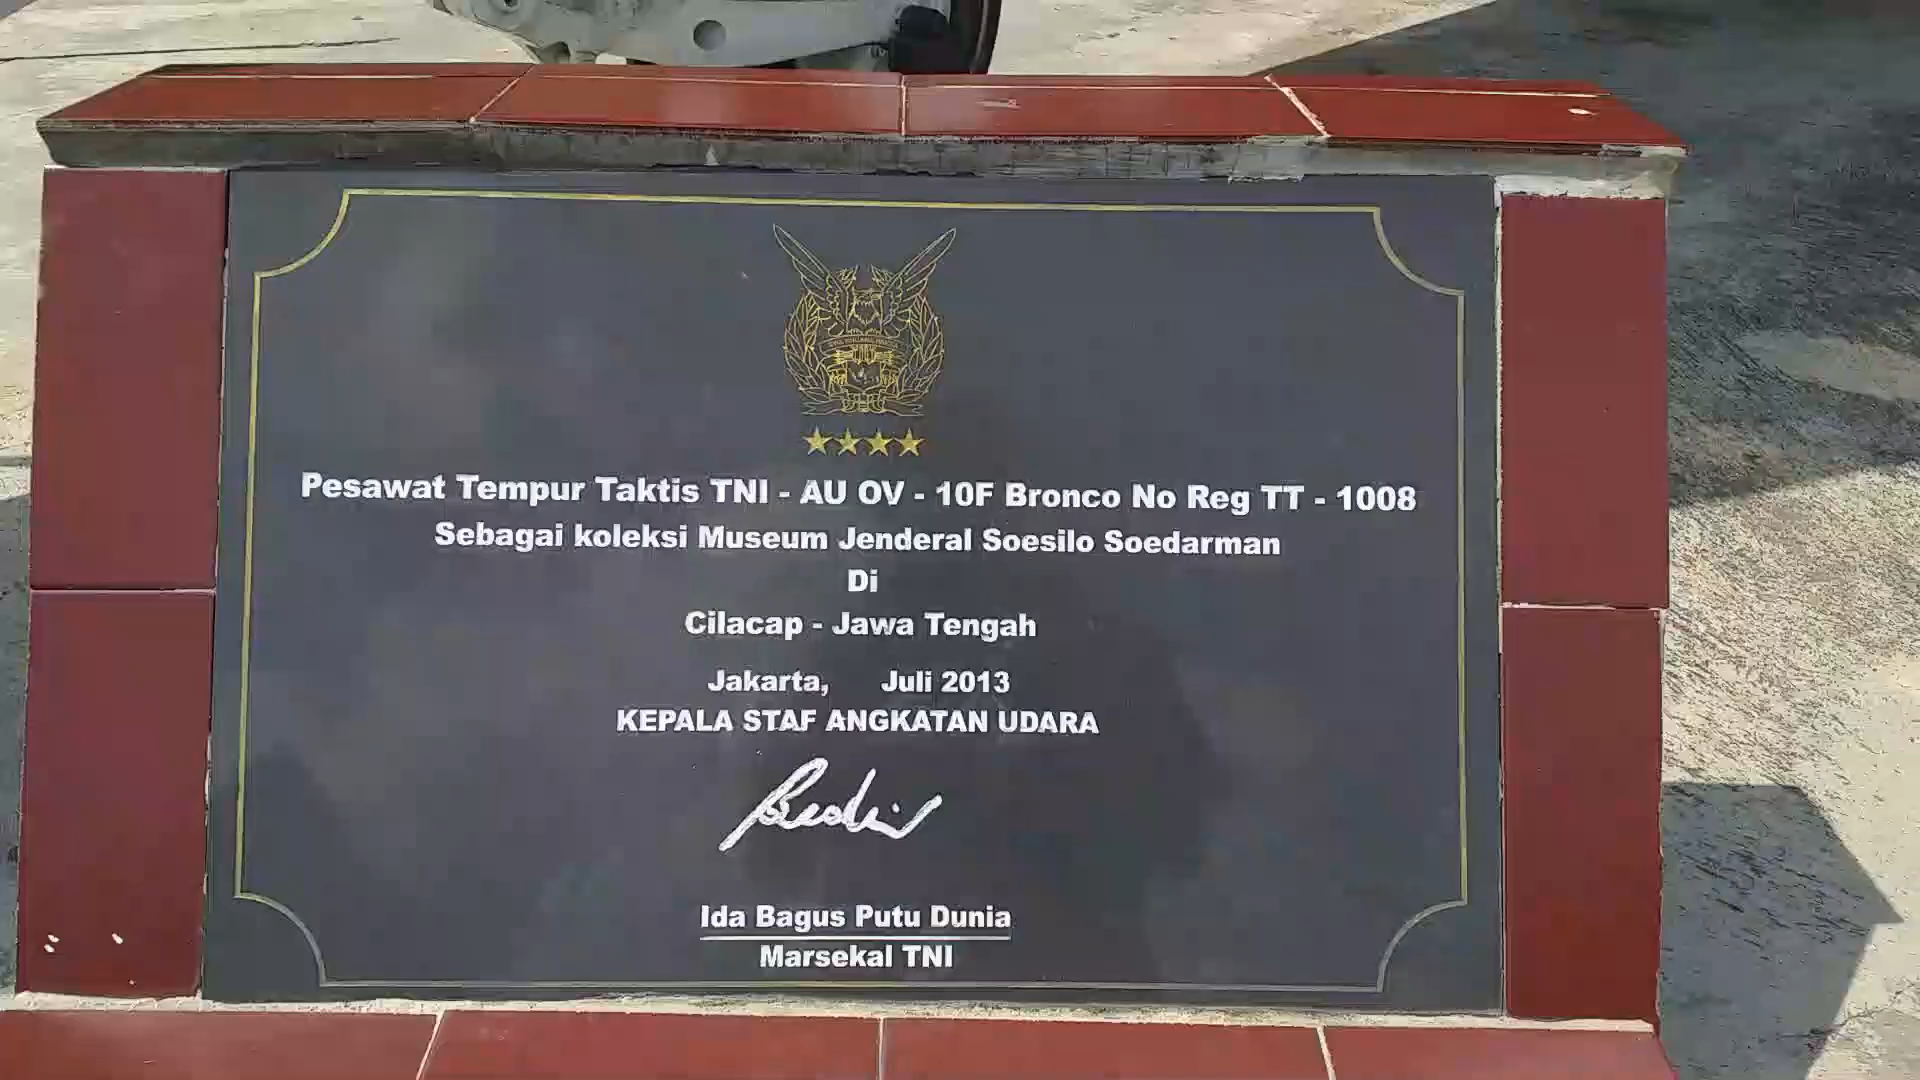 Pesawat Tempur Taktis TNI - AU OV - 10F Bronco No Reg TT - 1008
Sebagai koleksi Museum Jenderal Soesilo Soedarman
Di
Cilacap - Jawa Tengah
Jakarta, Juli 2013
KEPALA STAF ANGKATAN UDARA
Ida Bagus Putu Dunia
Marsekal TNI